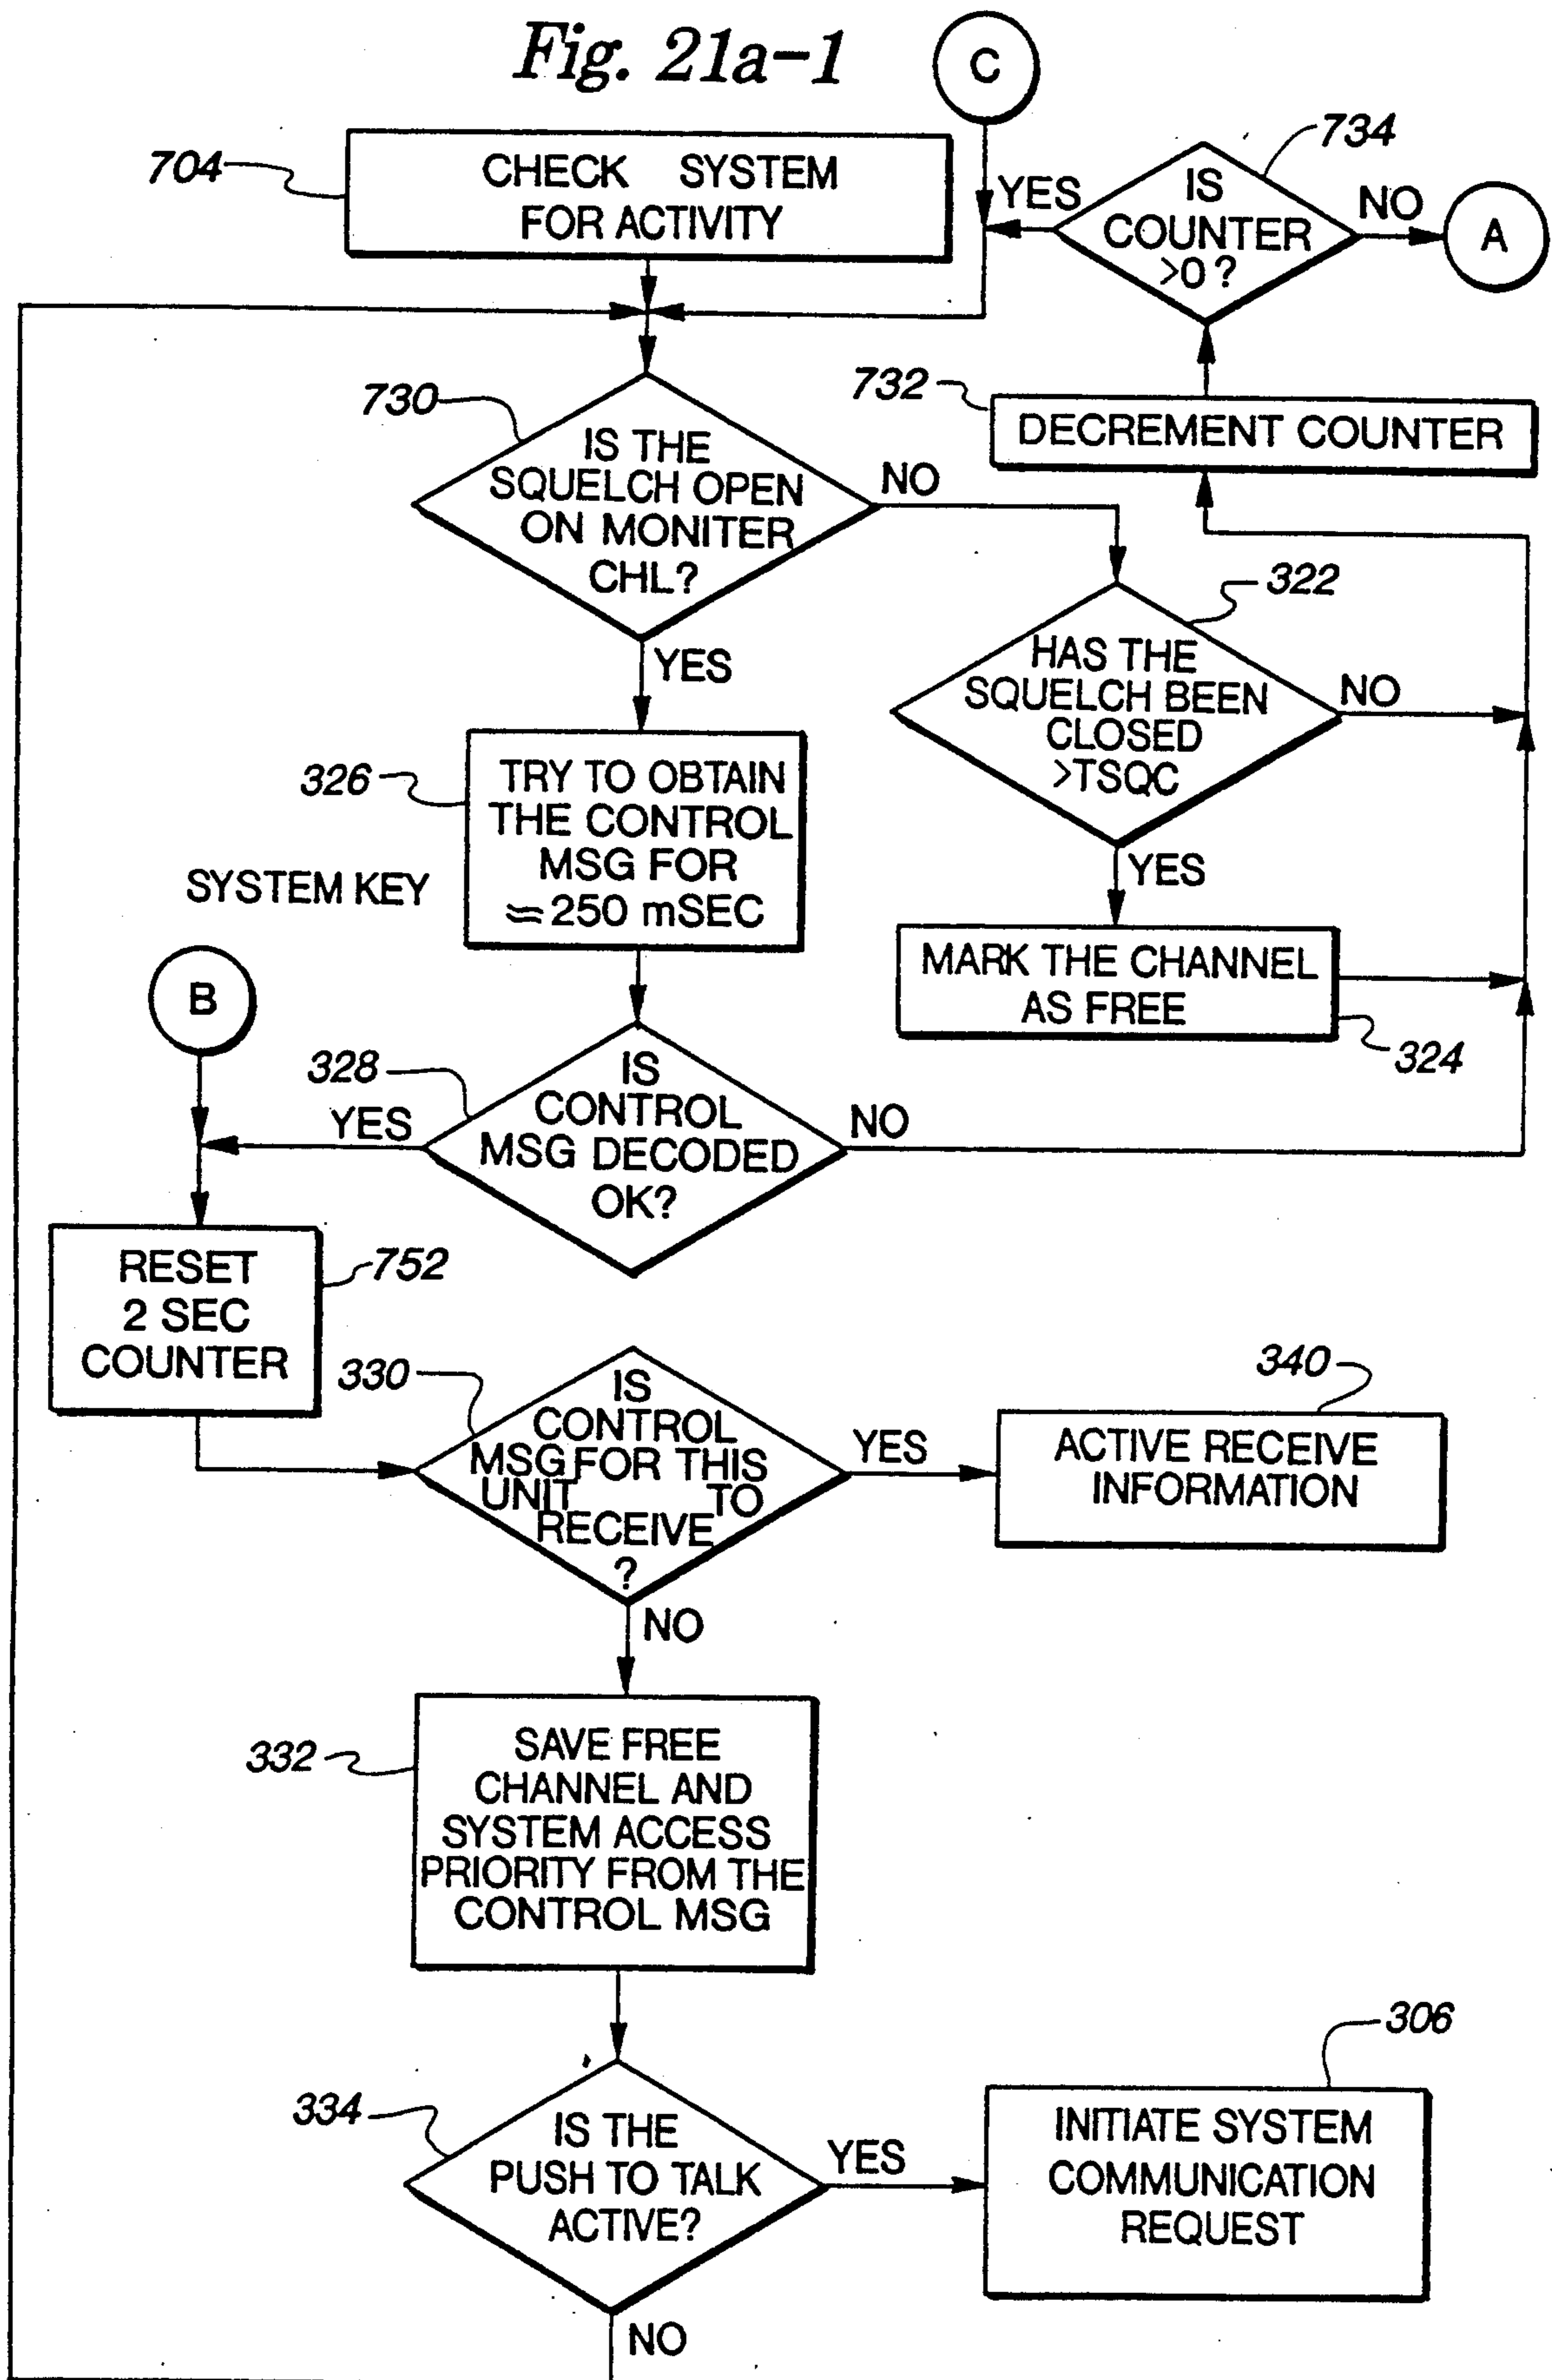 Fig. 21a-1
C
704
CHECK SYSTEM
FOR ACTIVITY
734
YES
IS
COUNTER
>0?
NO
A
732
DECREMENT COUNTER
730
IS THE
SQUELCH OPEN
ON MONITER
CHL?
NO
YES
322
HAS THE
SQUELCH BEEN
CLOSED
>TSQC
NO
YES
326
TRY TO OBTAIN
THE CONTROL
MSG FOR
≈250 mSEC
SYSTEM KEY
MARK THE CHANNEL
AS FREE
324
B
328
IS
CONTROL
MSG DECODED
OK?
YES
NO
RESET
2 SEC
COUNTER
752
330
IS
CONTROL
MSG FOR THIS
UNIT TO
RECEIVE
?
YES
340
ACTIVE RECEIVE
INFORMATION
NO
332
SAVE FREE
CHANNEL AND
SYSTEM ACCESS
PRIORITY FROM THE
CONTROL MSG
334
IS THE
PUSH TO TALK
ACTIVE?
YES
306
INITIATE SYSTEM
COMMUNICATION
REQUEST
NO